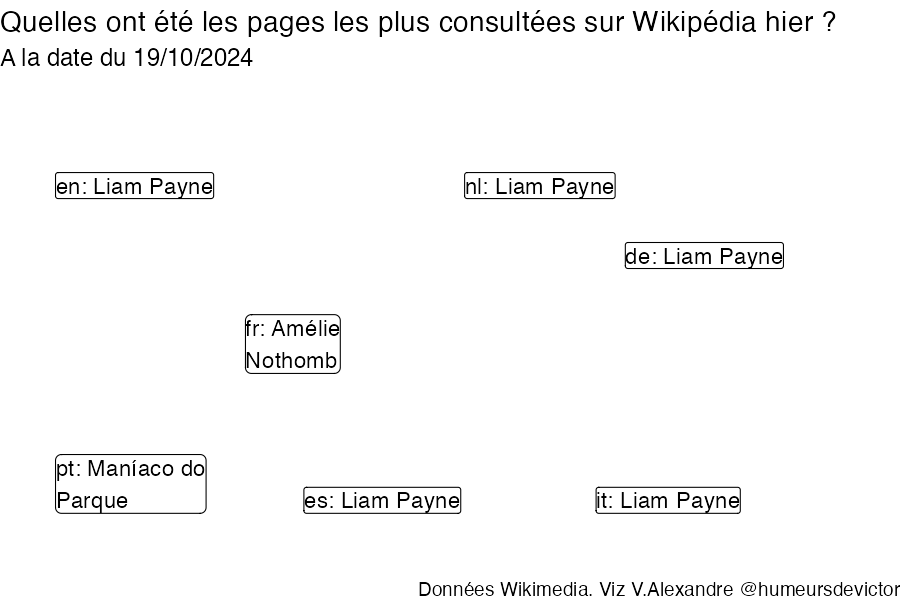 Quelles ont été les pages les plus consultées sur Wikipédia hier ?
A la date du 19/10/2024
en: Liam Payne
nl: Liam Payne
de: Liam Payne
fr: Amélie
Nothomb
pt: Maníaco do
Parque
es: Liam Payne
it: Liam Payne
Données Wikimedia. Viz V.Alexandre @humeursdevictor